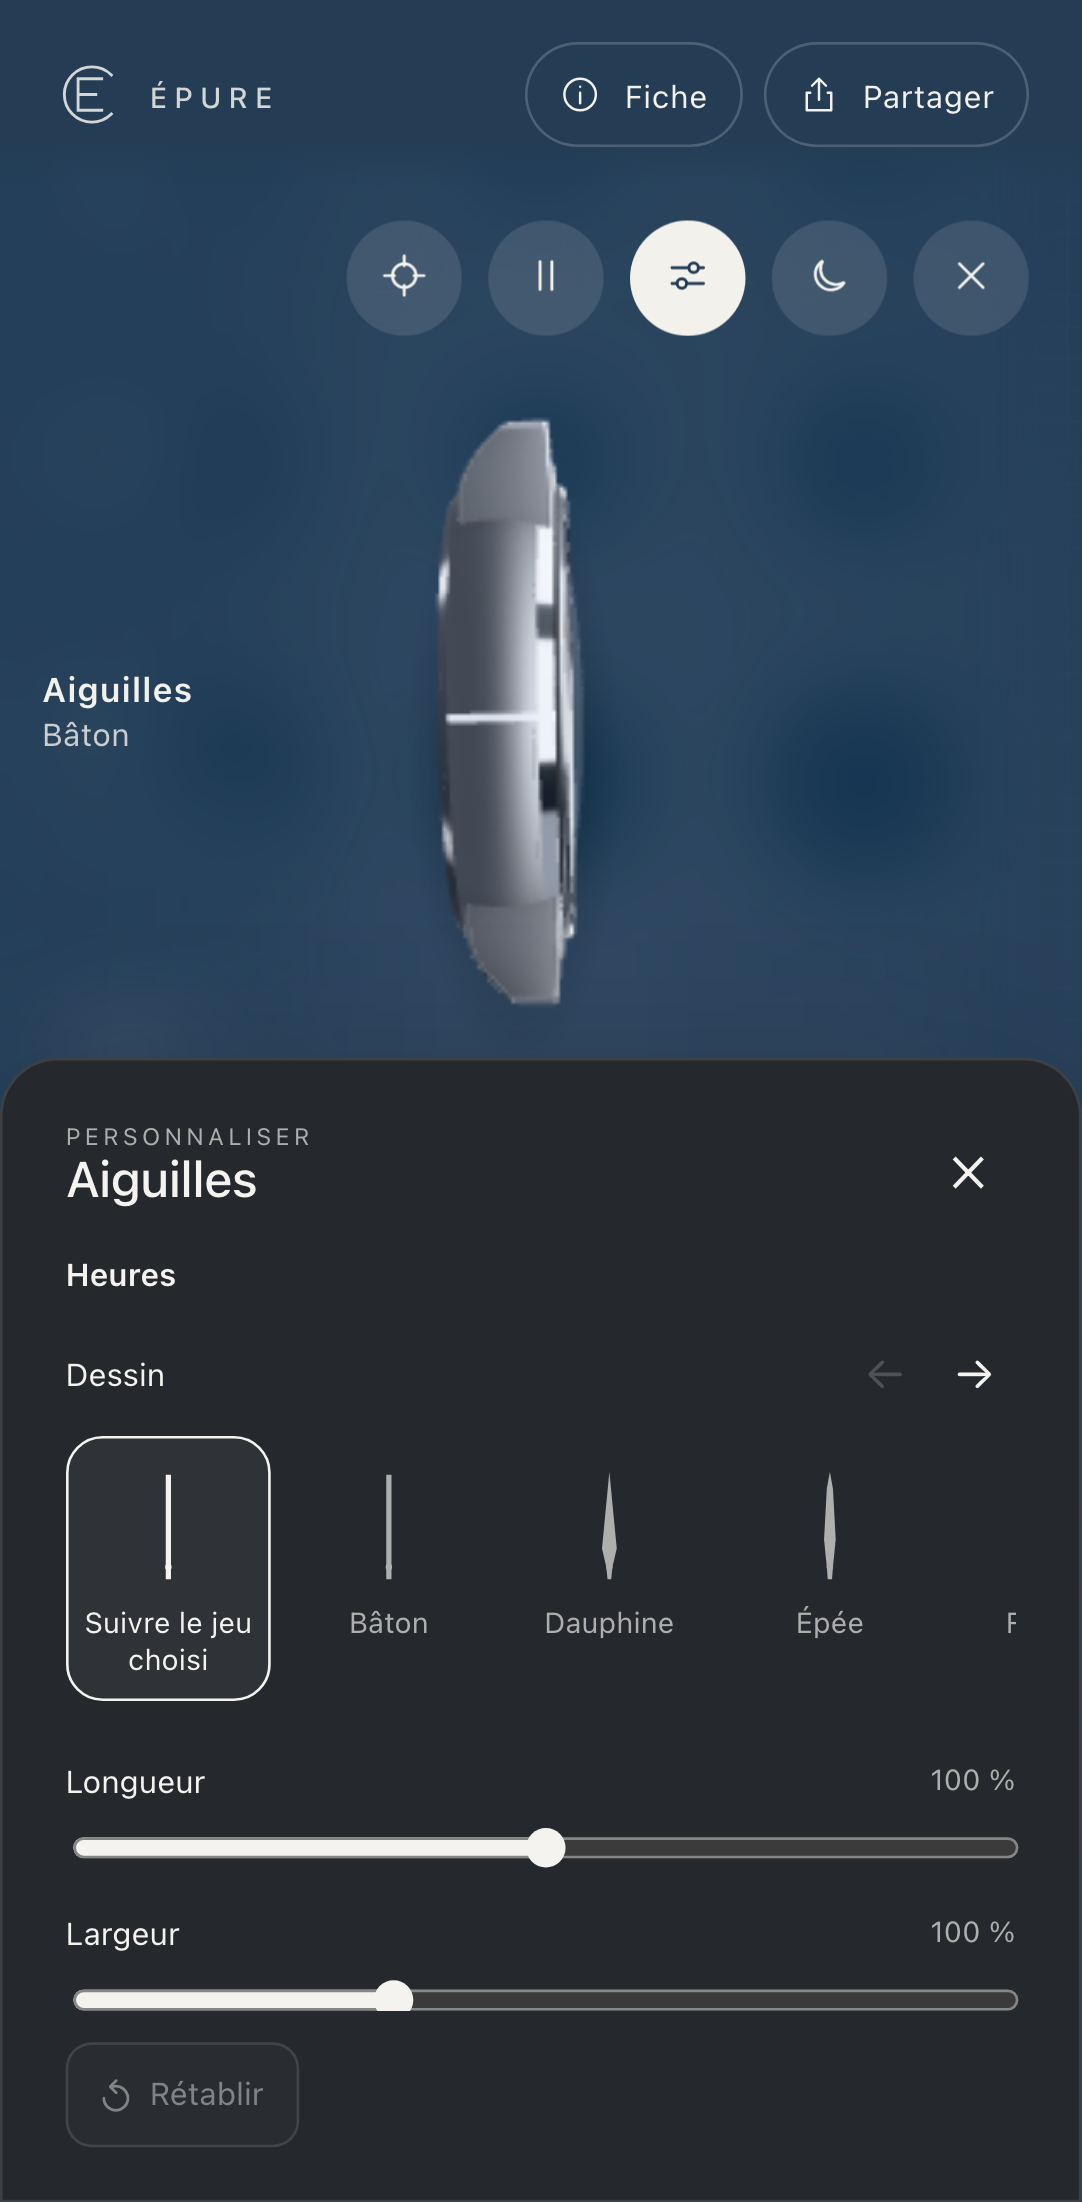 ÉPURE
Fiche
Partager
Aiguilles
Bâton
PERSONNALISER
Aiguilles
Heures
Dessin
Suivre le jeu
choisi
Bâton
Dauphine
Épée
Longueur
100 %
Largeur
100 %
Rétablir